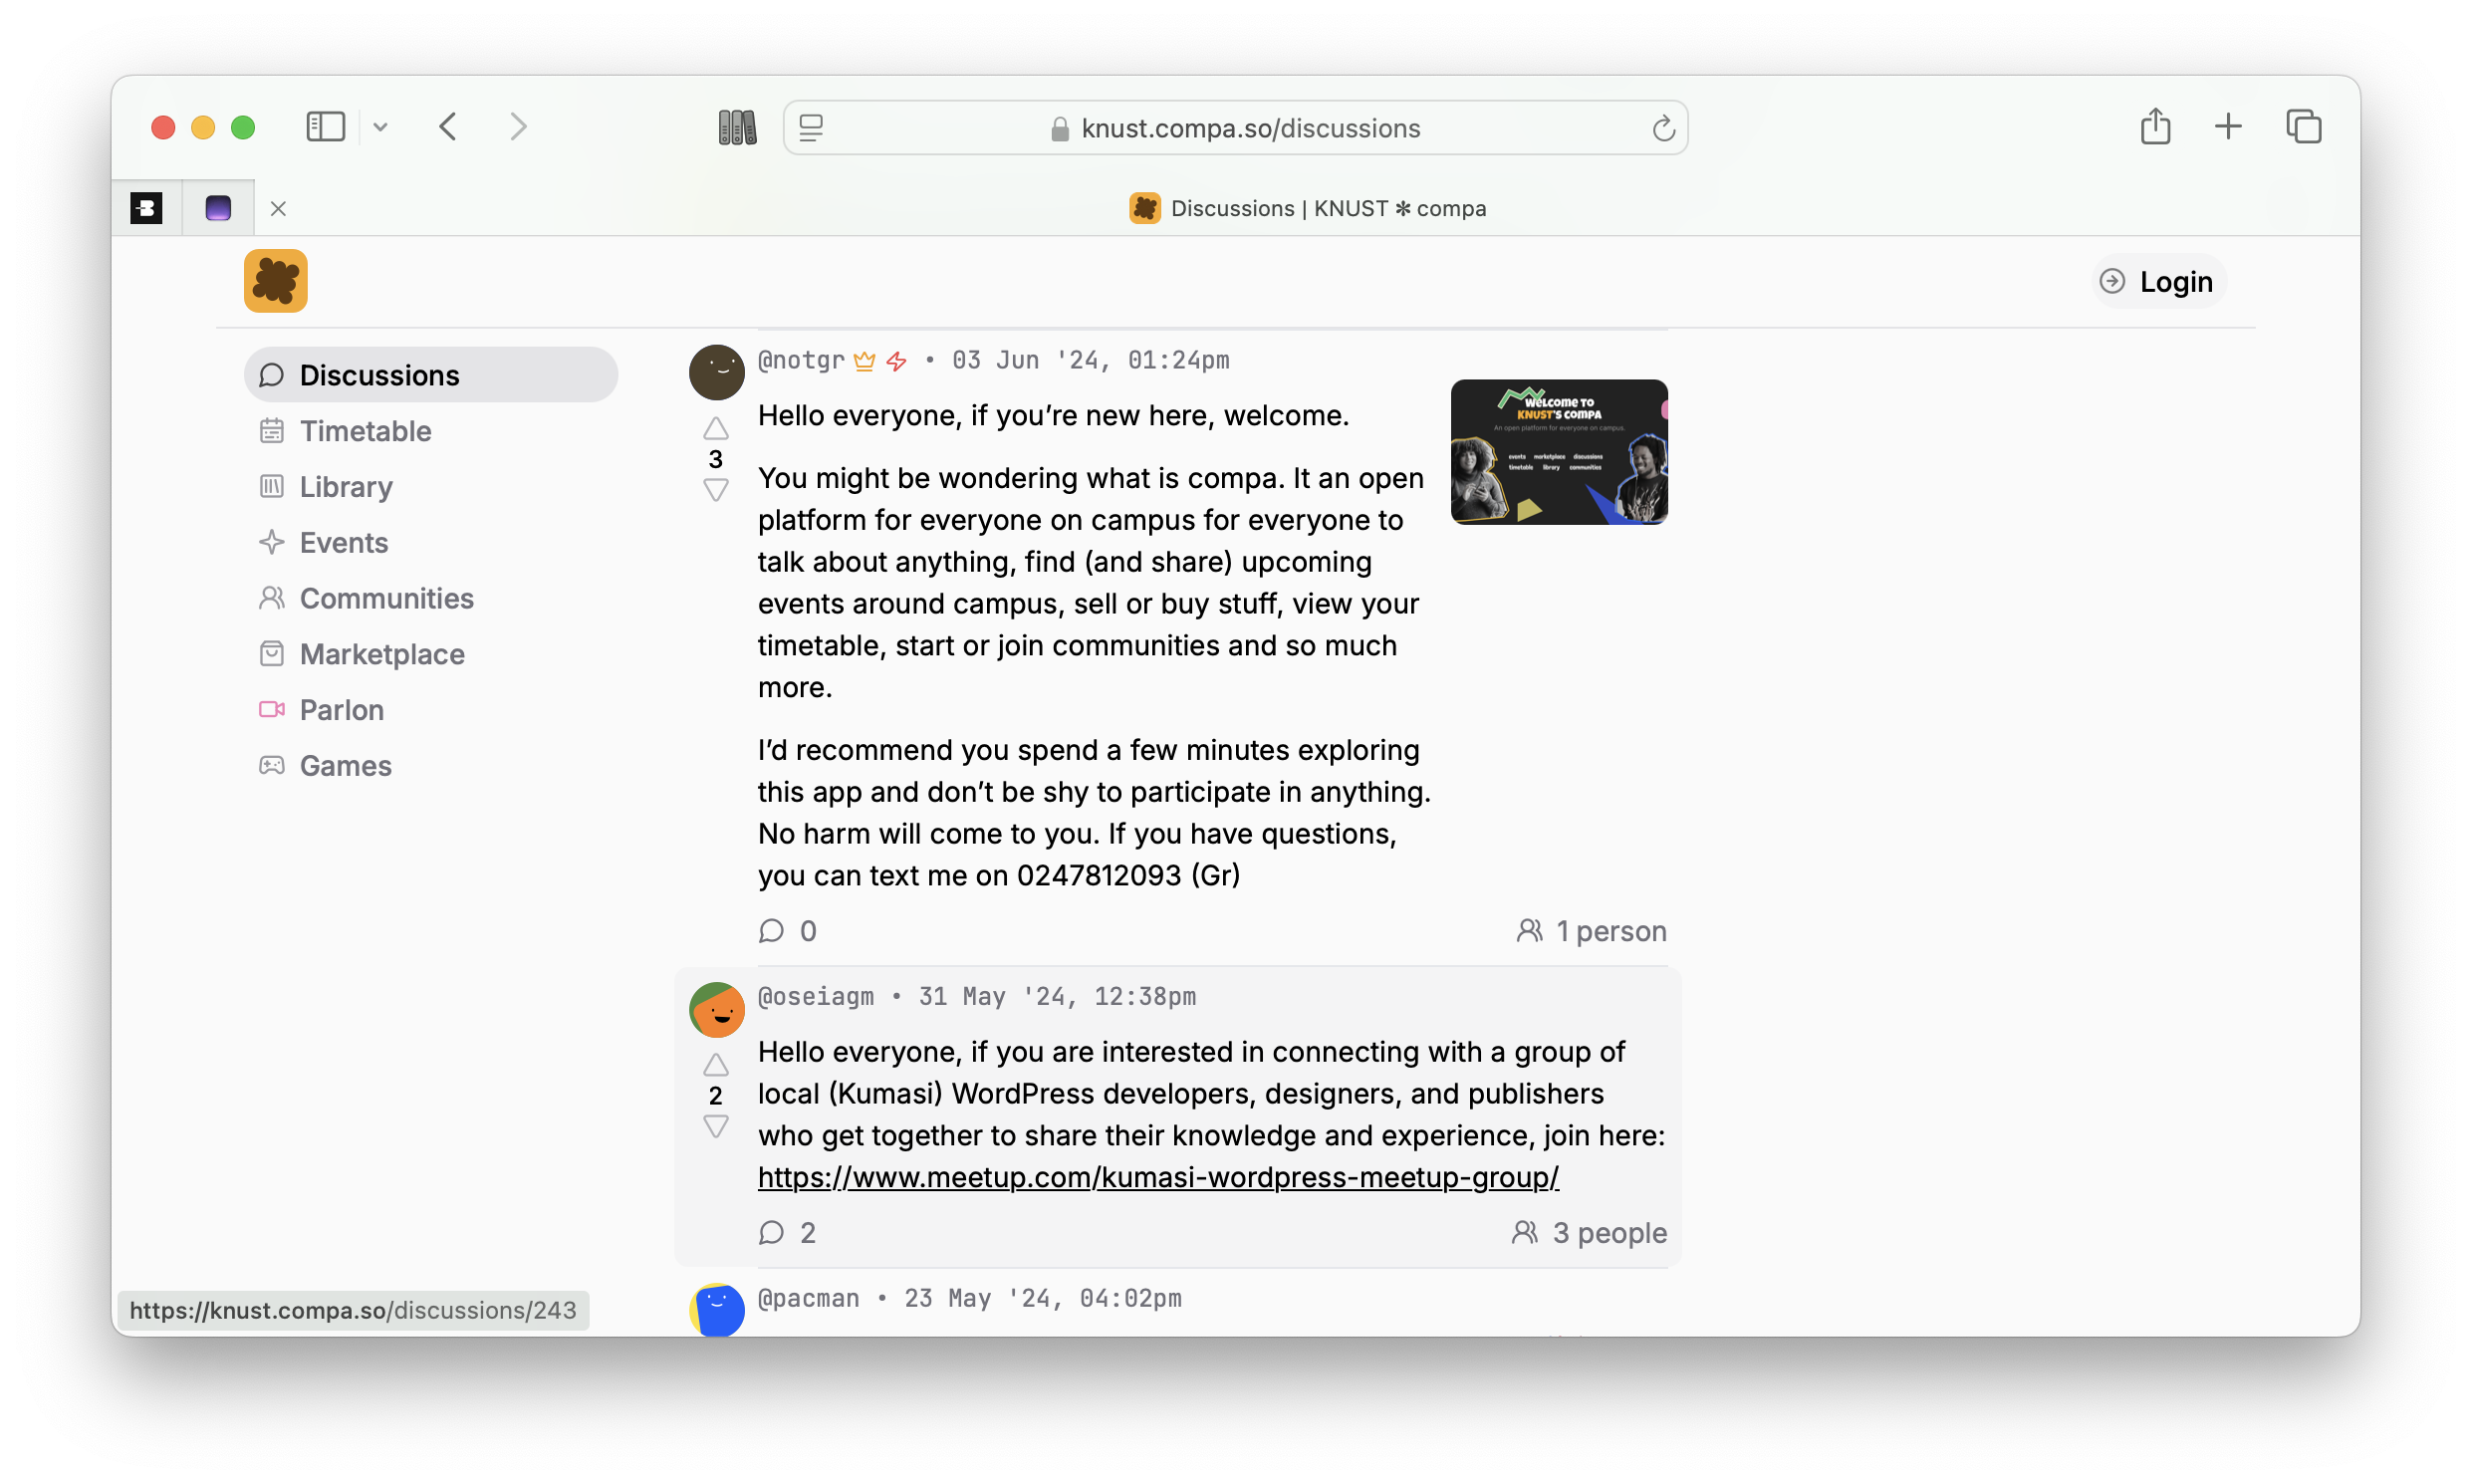 knust.compa.so/discussions
Discussions | KNUST ✻ compa
Login
Discussions
Timetable
Library
Events
Communities
Marketplace
Parlon
Games
@notgr • 03 Jun '24, 01:24pm
3
Hello everyone, if you’re new here, welcome.
You might be wondering what is compa. It an open
platform for everyone on campus for everyone to
talk about anything, find (and share) upcoming
events around campus, sell or buy stuff, view your
timetable, start or join communities and so much
more.
I’d recommend you spend a few minutes exploring
this app and don’t be shy to participate in anything.
No harm will come to you. If you have questions,
you can text me on 0247812093 (Gr)
WELCOME TO
KNUST'S COMPA
An open platform for everyone on campus.
events marketplace discussions
timetable library communities
0
1 person
@oseiagm • 31 May '24, 12:38pm
2
Hello everyone, if you are interested in connecting with a group of
local (Kumasi) WordPress developers, designers, and publishers
who get together to share their knowledge and experience, join here:
https://www.meetup.com/kumasi-wordpress-meetup-group/
2
3 people
@pacman • 23 May '24, 04:02pm
https://knust.compa.so/discussions/243